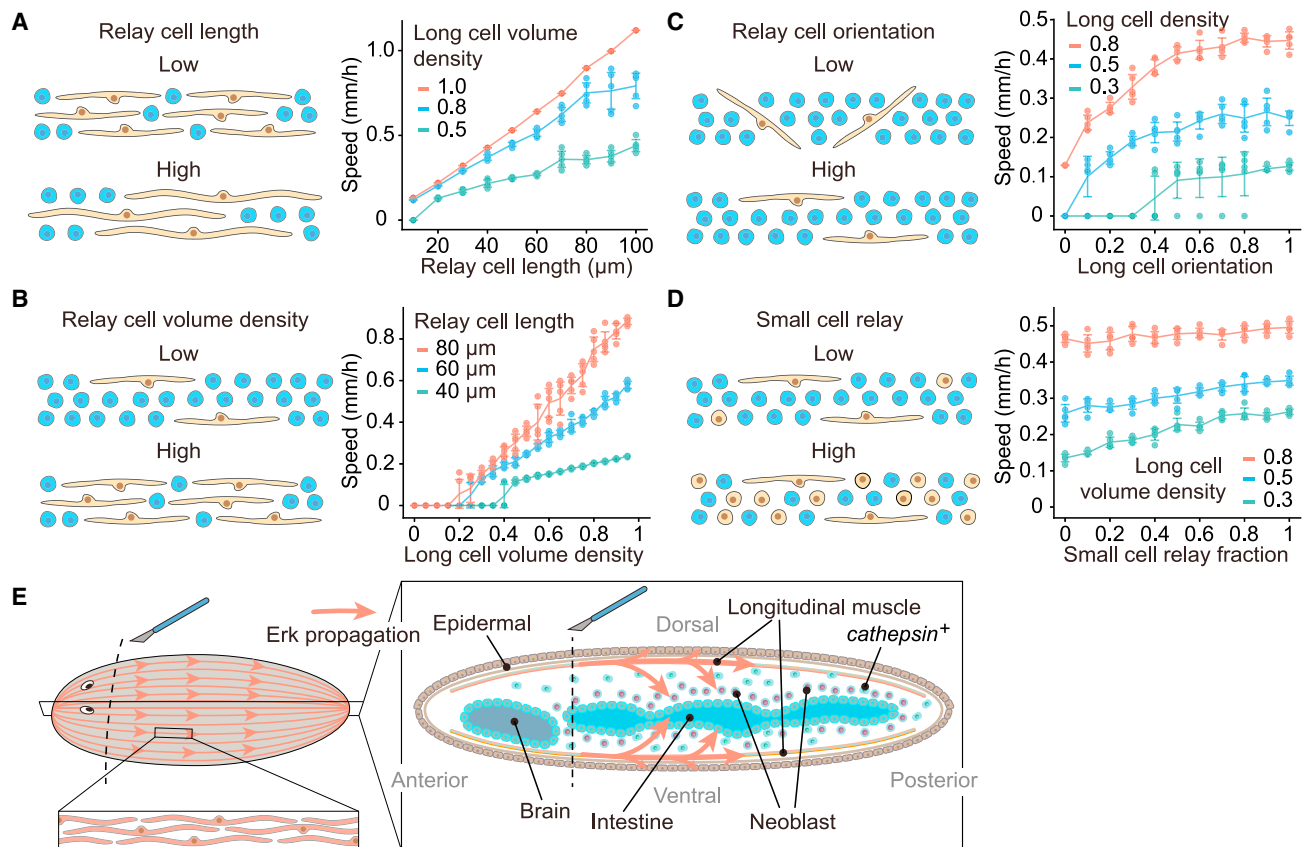 A
Relay cell length
Low
High
Long cell volume
density
1.0
0.8
0.5
Speed (mm/h)
1.0
0.5
0
20
40
60
80
100
Relay cell length (µm)
C
Relay cell orientation
Low
High
Long cell density
0.8
0.5
0.3
Speed (mm/h)
0.5
0.4
0.3
0.2
0.1
0
0
0.2
0.4
0.6
0.8
1
Long cell orientation
B
Relay cell volume density
Low
High
Relay cell length
80 µm
60 µm
40 µm
Speed (mm/h)
0.8
0.6
0.4
0.2
0
0
0.2
0.4
0.6
0.8
1
Long cell volume density
D
Small cell relay
Low
High
Speed (mm/h)
0.5
0.4
0.3
0.2
0.1
0
Long cell
volume density
0.8
0.5
0.3
0
0.2
0.4
0.6
0.8
1
Small cell relay fraction
E
Erk propagation
Epidermal
Dorsal
Longitudinal muscle
cathepsin+
Anterior
Posterior
Brain
Ventral
Intestine
Neoblast